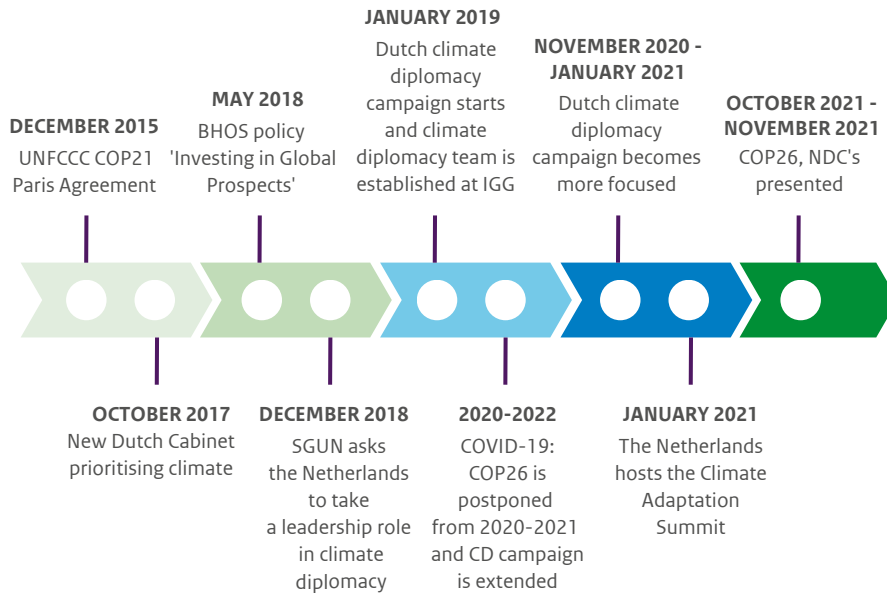 DECEMBER 2015
UNFCCC COP21
Paris Agreement
MAY 2018
BHOS policy
'Investing in Global
Prospects'
JANUARY 2019
Dutch climate
diplomacy
campaign starts
and climate
diplomacy team is
established at IGG
NOVEMBER 2020 -
JANUARY 2021
Dutch climate
diplomacy
campaign becomes
more focused
OCTOBER 2021 -
NOVEMBER 2021
COP26, NDC's
presented
OCTOBER 2017
New Dutch Cabinet
prioritising climate
DECEMBER 2018
SGUN asks
the Netherlands
to take
a leadership role
in climate
diplomacy
2020-2022
COVID-19:
COP26 is
postponed
from 2020-2021
and CD campaign
is extended
JANUARY 2021
The Netherlands
hosts the Climate
Adaptation
Summit